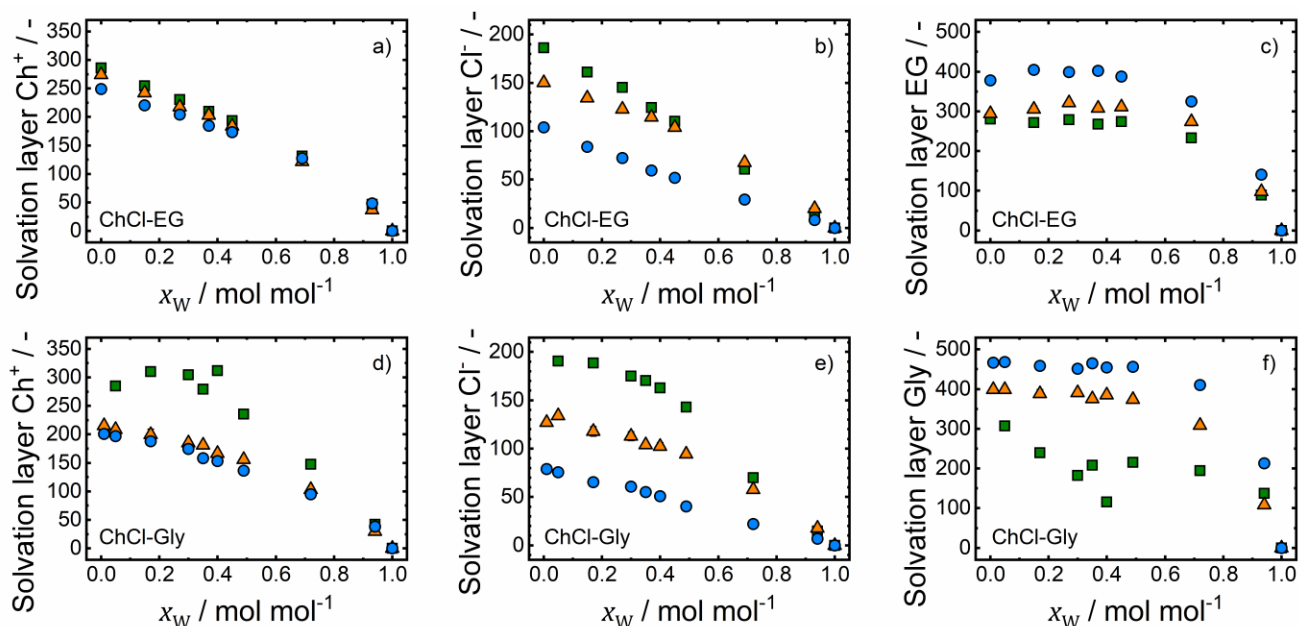 Solvation layer Ch⁺ / -
350
300
250
200
150
100
50
0
a)
ChCl-EG
0.0 0.2 0.4 0.6 0.8 1.0
x_W / mol mol⁻¹
Solvation layer Cl⁻ / -
200
150
100
50
0
b)
ChCl-EG
0.0 0.2 0.4 0.6 0.8 1.0
x_W / mol mol⁻¹
Solvation layer EG / -
500
400
300
200
100
0
c)
ChCl-EG
0.0 0.2 0.4 0.6 0.8 1.0
x_W / mol mol⁻¹
Solvation layer Ch⁺ / -
350
300
250
200
150
100
50
0
d)
ChCl-Gly
0.0 0.2 0.4 0.6 0.8 1.0
x_W / mol mol⁻¹
Solvation layer Cl⁻ / -
200
150
100
50
0
e)
ChCl-Gly
0.0 0.2 0.4 0.6 0.8 1.0
x_W / mol mol⁻¹
Solvation layer Gly / -
500
400
300
200
100
0
f)
ChCl-Gly
0.0 0.2 0.4 0.6 0.8 1.0
x_W / mol mol⁻¹